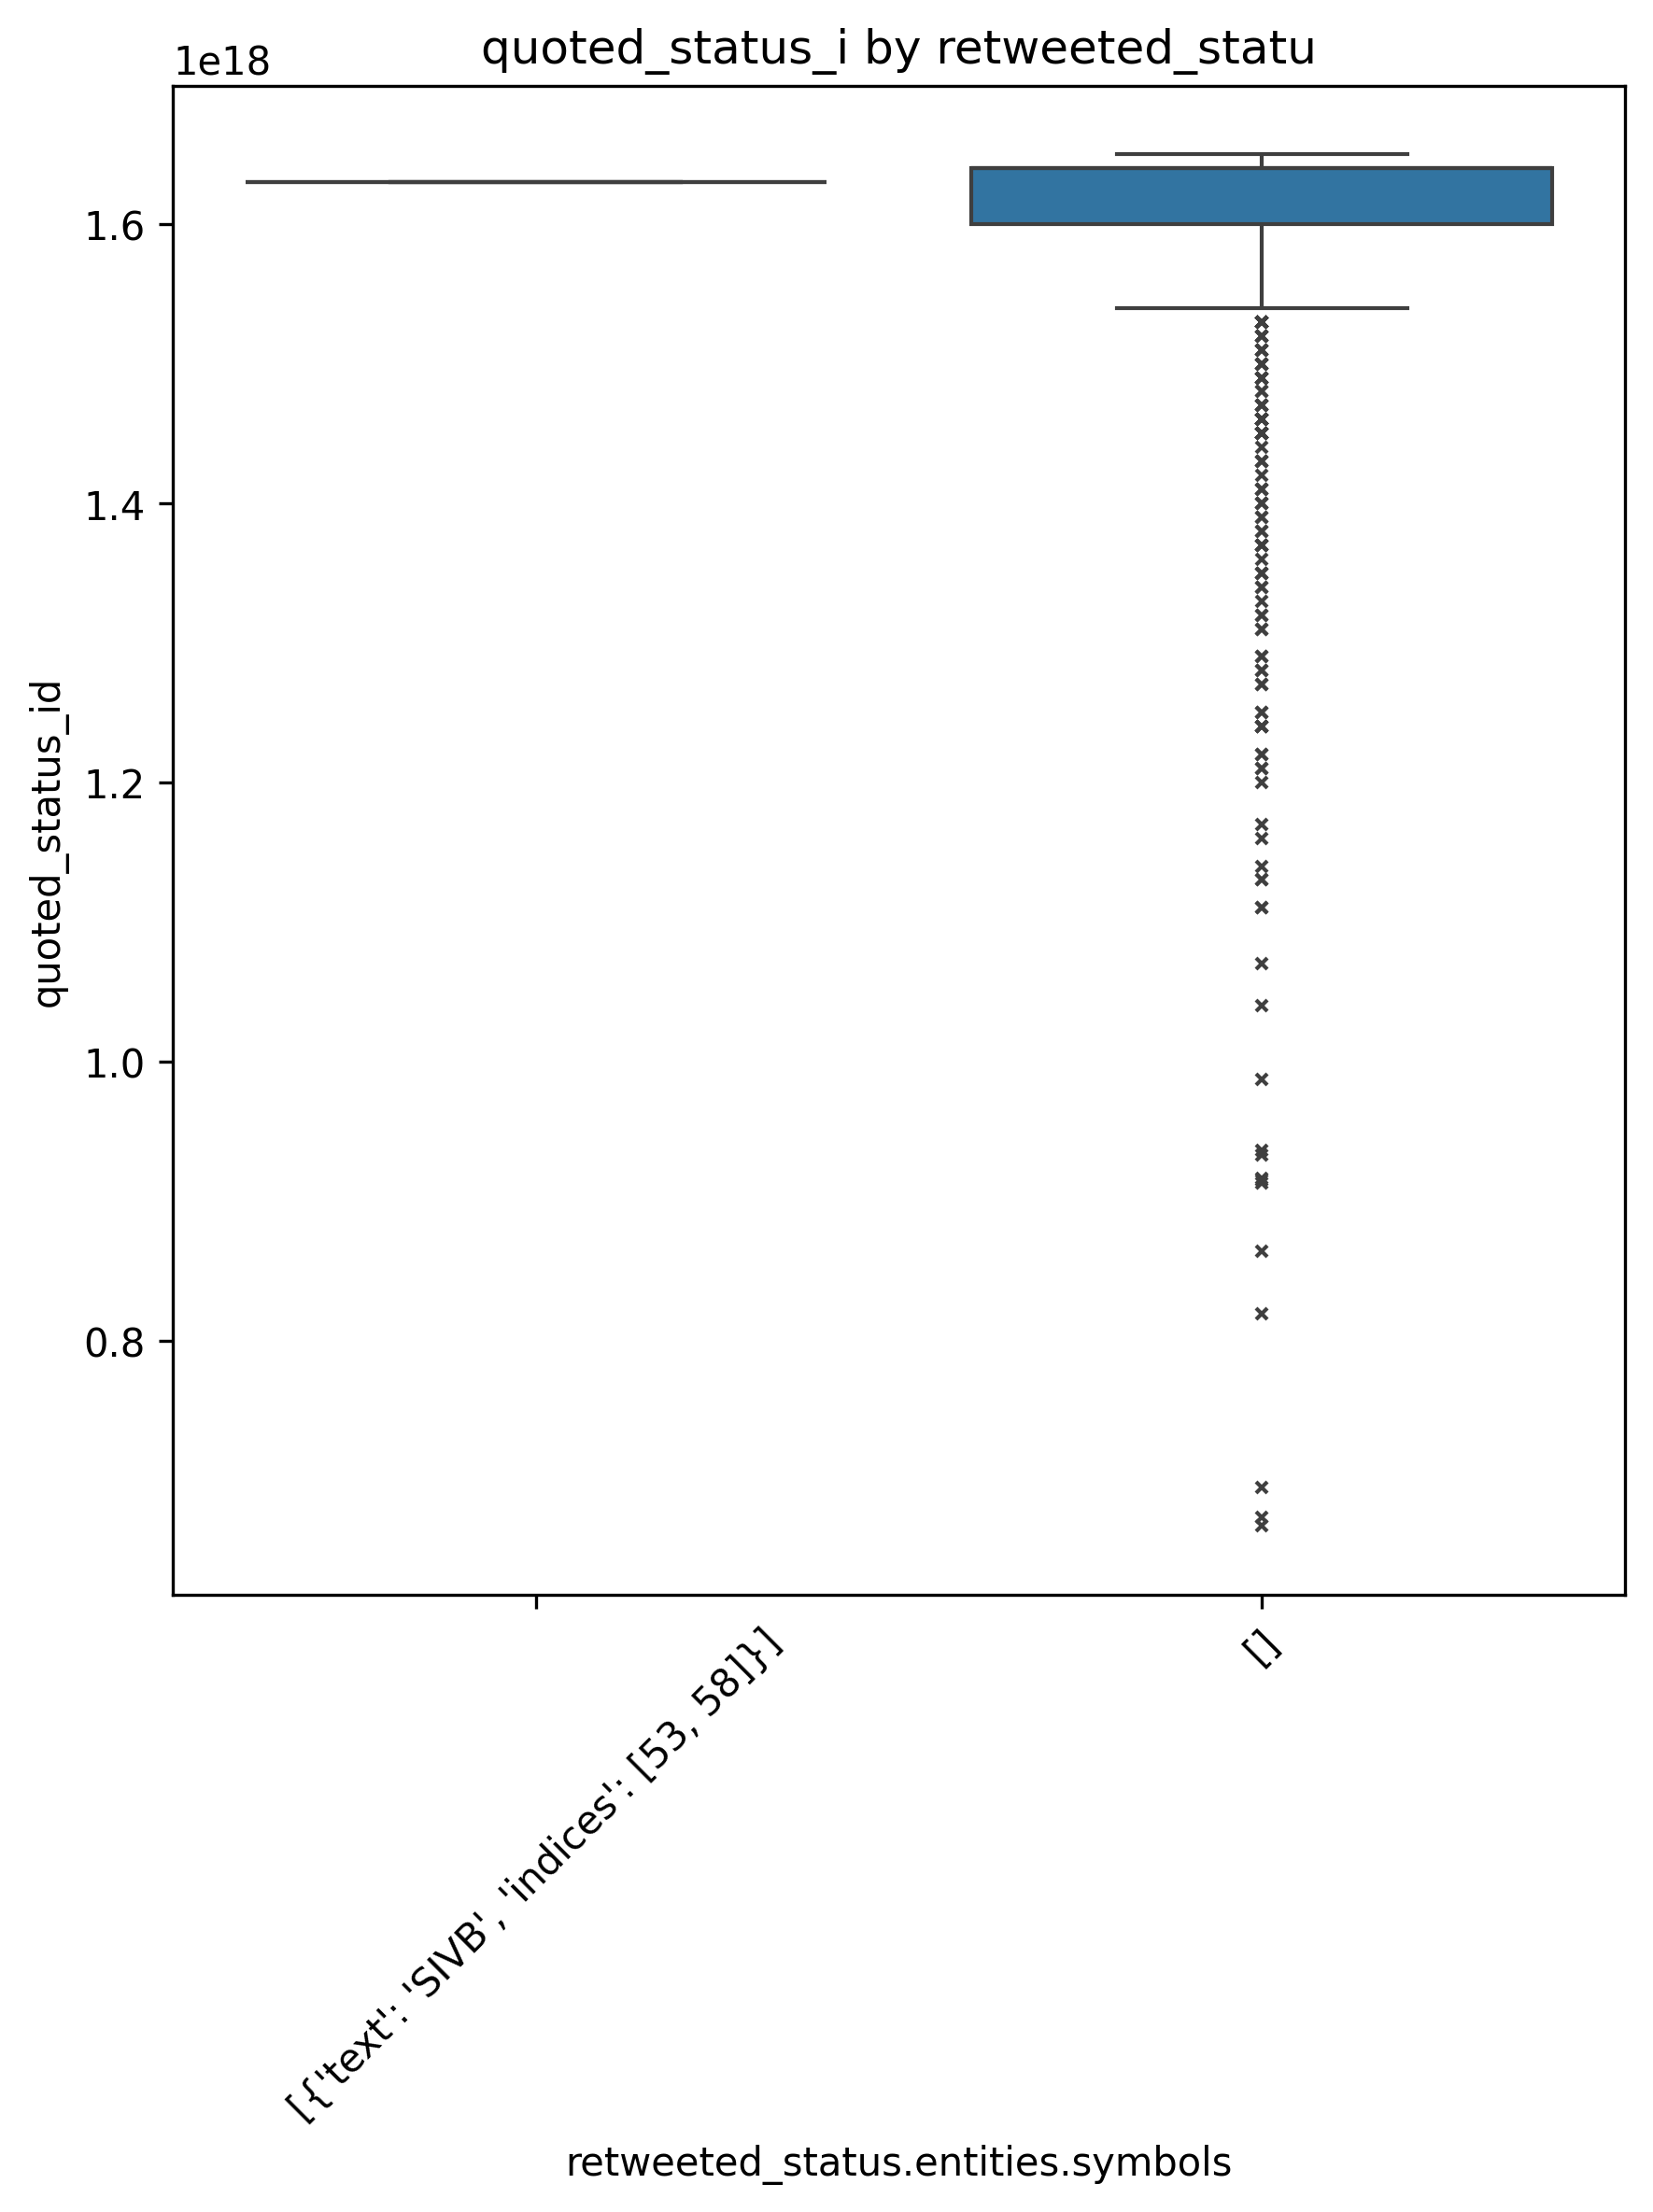 quoted_status_i by retweeted_statu
1e18
1.6
1.4
1.2
1.0
0.8
quoted_status_id
[{'text': 'SIVB', 'indices': [53, 58]}]
[]
retweeted_status.entities.symbols